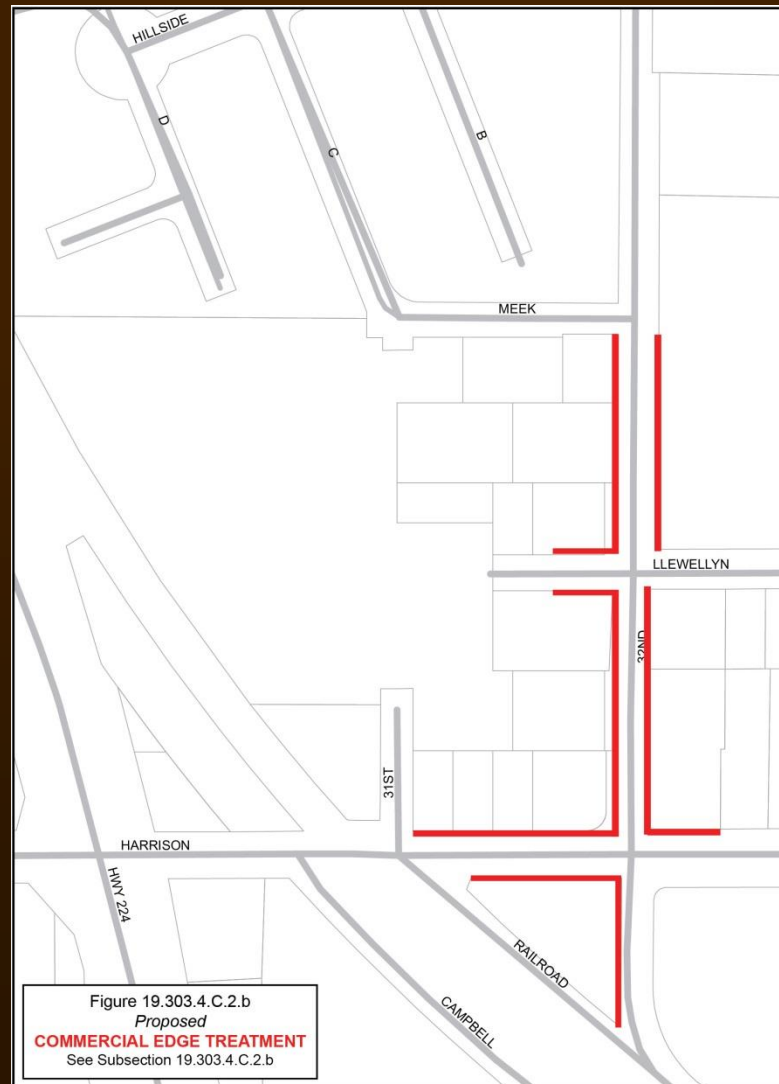 HILLSIDE
D
C
B
MEEK
LLEWELLYN
32ND
31ST
HARRISON
HWY 224
RAILROAD
CAMPBELL
Figure 19.303.4.C.2.b
Proposed
COMMERCIAL EDGE TREATMENT
See Subsection 19.303.4.C.2.b